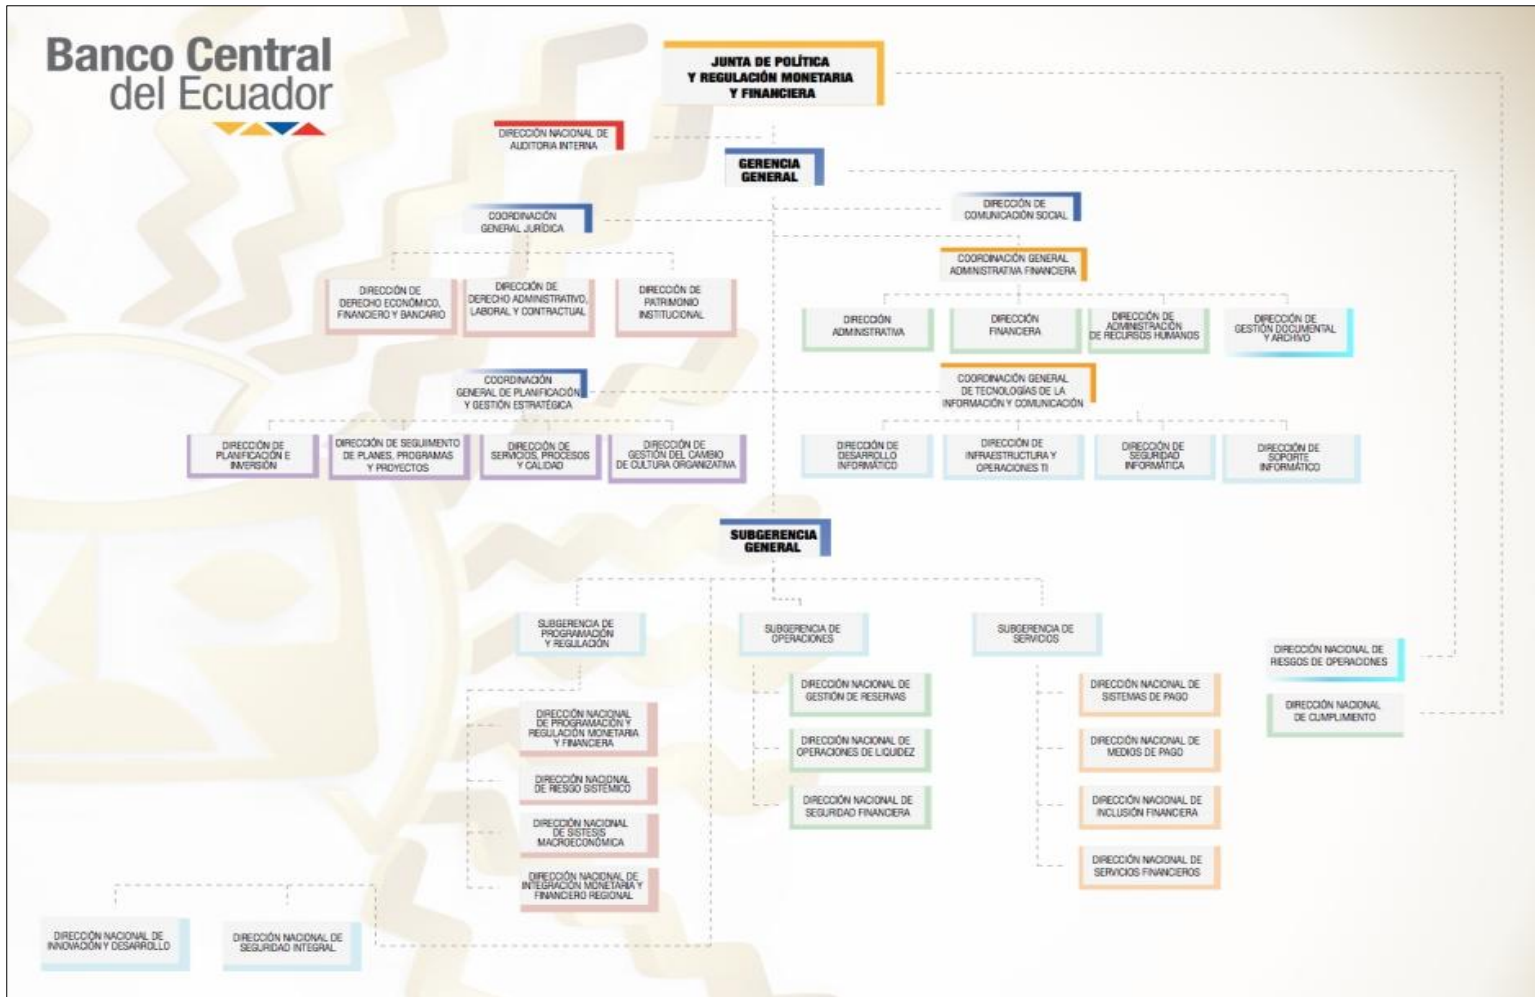 Banco Central
del Ecuador
JUNTA DE POLÍTICA
Y REGULACIÓN MONETARIA
Y FINANCIERA
DIRECCIÓN NACIONAL DE
AUDITORIA INTERNA
GERENCIA
GENERAL
COORDINACIÓN
GENERAL JURÍDICA
DIRECCIÓN DE
COMUNICACIÓN SOCIAL
COORDINACIÓN GENERAL
ADMINISTRATIVA FINANCIERA
DIRECCIÓN DE
DERECHO ECONÓMICO,
FINANCIERO Y BANCARIO
DIRECCIÓN DE
DERECHO ADMINISTRATIVO,
LABORAL Y CONTRACTUAL
DIRECCIÓN DE
PATRIMONIO
INSTITUCIONAL
DIRECCIÓN
ADMINISTRATIVA
DIRECCIÓN
FINANCIERA
DIRECCIÓN DE
ADMINISTRACIÓN
DE RECURSOS HUMANOS
DIRECCIÓN DE
GESTIÓN DOCUMENTAL
Y ARCHIVO
COORDINACIÓN
GENERAL DE PLANIFICACIÓN
Y GESTIÓN ESTRATÉGICA
COORDINACIÓN GENERAL
DE TECNOLOGÍAS DE LA
INFORMACIÓN Y COMUNICACIÓN
DIRECCIÓN DE
PLANIFICACIÓN E
INVERSIÓN
DIRECCIÓN DE SEGUIMIENTO
DE PLANES, PROGRAMAS
Y PROYECTOS
DIRECCIÓN DE
SERVICIOS, PROCESOS
Y CALIDAD
DIRECCIÓN DE
GESTIÓN DEL CAMBIO
DE CULTURA ORGANIZATIVA
DIRECCIÓN DE
DESARROLLO
INFORMÁTICO
DIRECCIÓN DE
INFRAESTRUCTURA Y
OPERACIONES TI
DIRECCIÓN DE
SEGURIDAD
INFORMÁTICA
DIRECCIÓN DE
SOPORTE
INFORMÁTICO
SUBGERENCIA
GENERAL
SUBGERENCIA DE
PROGRAMACIÓN
Y REGULACIÓN
SUBGERENCIA DE
OPERACIONES
SUBGERENCIA DE
SERVICIOS
DIRECCIÓN NACIONAL DE
RIESGOS DE OPERACIONES
DIRECCIÓN NACIONAL
DE CUMPLIMIENTO
DIRECCIÓN NACIONAL
DE PROGRAMACIÓN Y
REGULACIÓN MONETARIA
Y FINANCIERA
DIRECCIÓN NACIONAL
DE RIESGO SISTÉMICO
DIRECCIÓN NACIONAL
DE SISTESIS
MACROECONÓMICA
DIRECCIÓN NACIONAL DE
INTEGRACIÓN MONETARIA Y
FINANCIERO REGIONAL
DIRECCIÓN NACIONAL DE
GESTIÓN DE RESERVAS
DIRECCIÓN NACIONAL DE
OPERACIONES DE LIQUIDEZ
DIRECCIÓN NACIONAL DE
SEGURIDAD FINANCIERA
DIRECCIÓN NACIONAL DE
SISTEMAS DE PAGO
DIRECCIÓN NACIONAL DE
MEDIOS DE PAGO
DIRECCIÓN NACIONAL DE
INCLUSIÓN FINANCIERA
DIRECCIÓN NACIONAL DE
SERVICIOS FINANCIEROS
DIRECCIÓN NACIONAL DE
INNOVACIÓN Y DESARROLLO
DIRECCIÓN NACIONAL DE
SEGURIDAD INTEGRAL